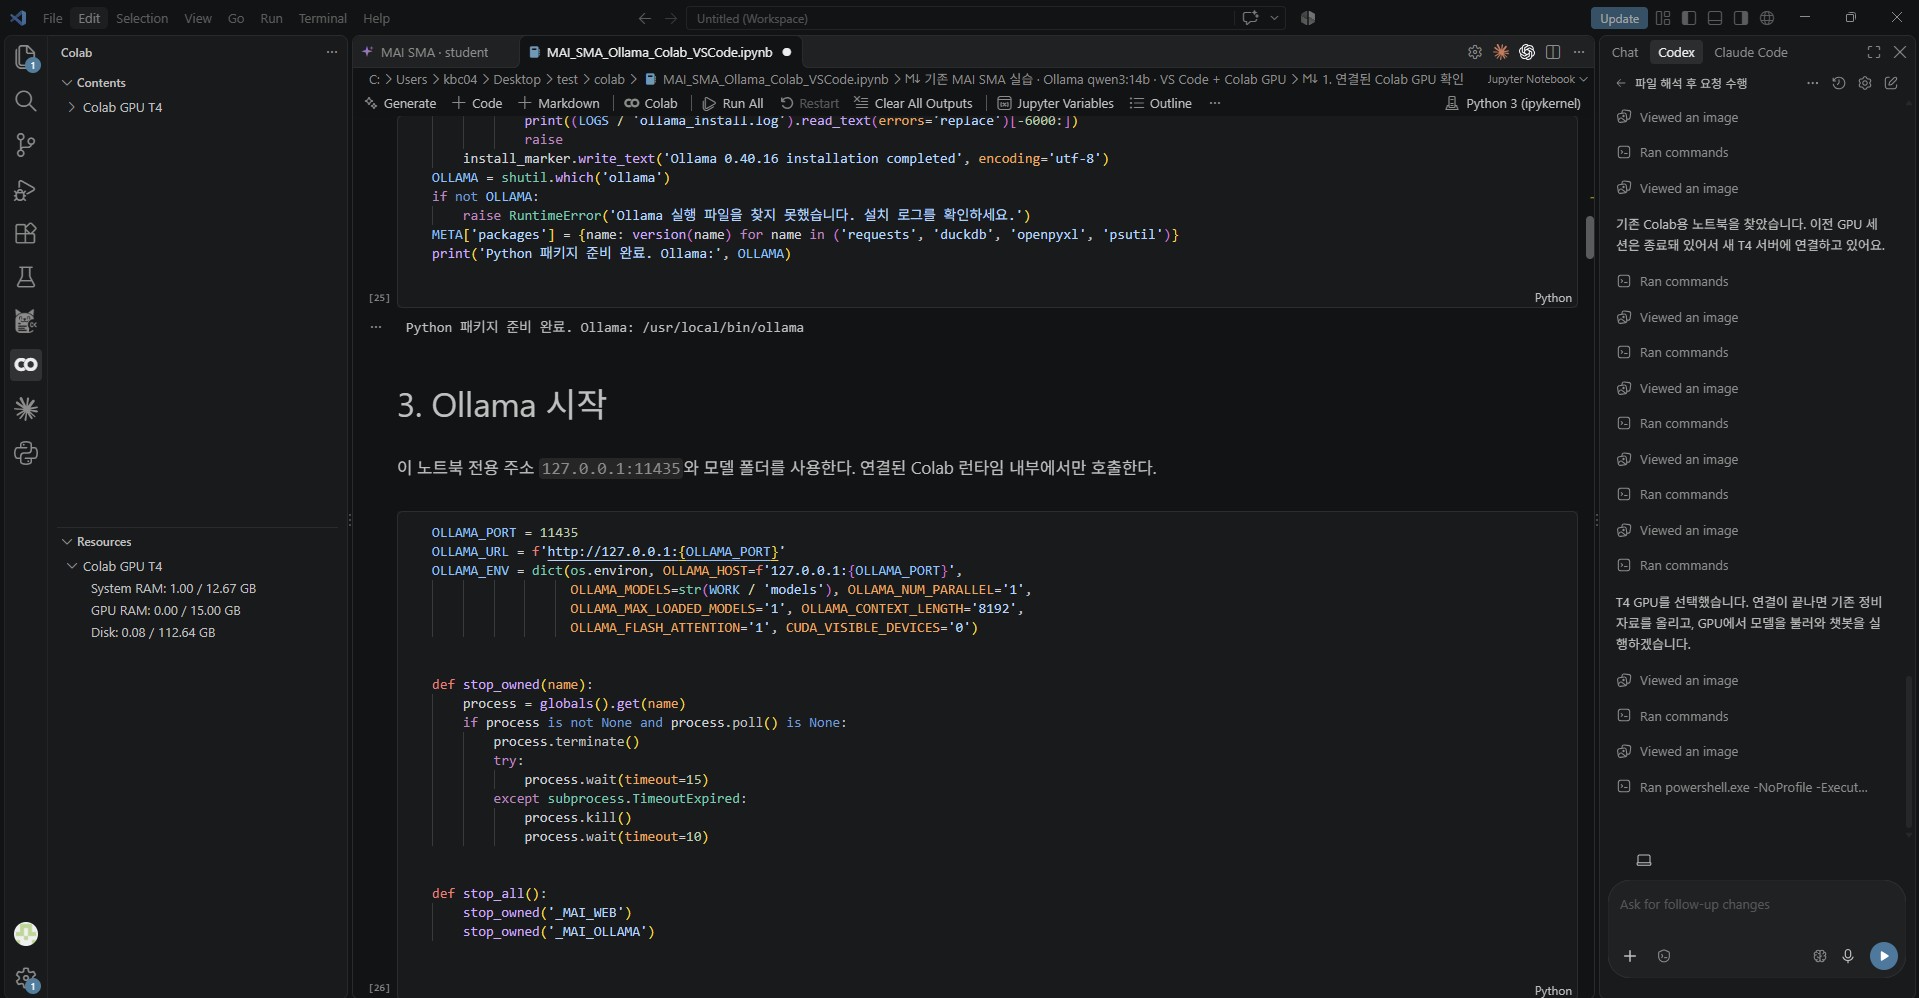 File Edit Selection View Go Run Terminal Help
Untitled (Workspace)
Update
Colab
Contents
Colab GPU T4
Resources
Colab GPU T4
System RAM: 1.00 / 12.67 GB
GPU RAM: 0.00 / 15.00 GB
Disk: 0.08 / 112.64 GB
1
1
MAI SMA · student
MAI_SMA_Ollama_Colab_VSCode.ipynb
C: > Users > kbc04 > Desktop > test > colab > MAI_SMA_Ollama_Colab_VSCode.ipynb > M↓ 기존 MAI SMA 실습 · Ollama qwen3:14b · VS Code + Colab GPU > M↓ 1. 연결된 Colab GPU 확인
Jupyter Notebook
Generate + Code + Markdown Colab Run All Restart Clear All Outputs Jupyter Variables Outline ...
Python 3 (ipykernel)
print((LOGS / 'ollama_install.log').read_text(errors='replace')[-6000:])
raise
install_marker.write_text('Ollama 0.40.16 installation completed', encoding='utf-8')
OLLAMA = shutil.which('ollama')
if not OLLAMA:
raise RuntimeError('Ollama 실행 파일을 찾지 못했습니다. 설치 로그를 확인하세요.')
META['packages'] = {name: version(name) for name in ('requests', 'duckdb', 'openpyxl', 'psutil')}
print('Python 패키지 준비 완료. Ollama:', OLLAMA)
[25]
Python
Python 패키지 준비 완료. Ollama: /usr/local/bin/ollama
3. Ollama 시작
이 노트북 전용 주소 127.0.0.1:11435와 모델 폴더를 사용한다. 연결된 Colab 런타임 내부에서만 호출한다.
OLLAMA_PORT = 11435
OLLAMA_URL = f'http://127.0.0.1:{OLLAMA_PORT}'
OLLAMA_ENV = dict(os.environ, OLLAMA_HOST=f'127.0.0.1:{OLLAMA_PORT}',
OLLAMA_MODELS=str(WORK / 'models'), OLLAMA_NUM_PARALLEL='1',
OLLAMA_MAX_LOADED_MODELS='1', OLLAMA_CONTEXT_LENGTH='8192',
OLLAMA_FLASH_ATTENTION='1', CUDA_VISIBLE_DEVICES='0')
def stop_owned(name):
process = globals().get(name)
if process is not None and process.poll() is None:
process.terminate()
try:
process.wait(timeout=15)
except subprocess.TimeoutExpired:
process.kill()
process.wait(timeout=10)
def stop_all():
stop_owned('_MAI_WEB')
stop_owned('_MAI_OLLAMA')
[26]
Python
Chat Codex Claude Code
파일 해석 후 요청 수행
Viewed an image
Ran commands
Viewed an image
기존 Colab용 노트북을 찾았습니다. 이전 GPU 세
션은 종료돼 있어서 새 T4 서버에 연결하고 있어요.
Ran commands
Viewed an image
Ran commands
Viewed an image
Ran commands
Viewed an image
Ran commands
Viewed an image
Ran commands
T4 GPU를 선택했습니다. 연결이 끝나면 기존 정비
자료를 올리고, GPU에서 모델을 불러와 챗봇을 실
행하겠습니다.
Viewed an image
Ran commands
Viewed an image
Ran powershell.exe -NoProfile -Execut...
Ask for follow-up changes